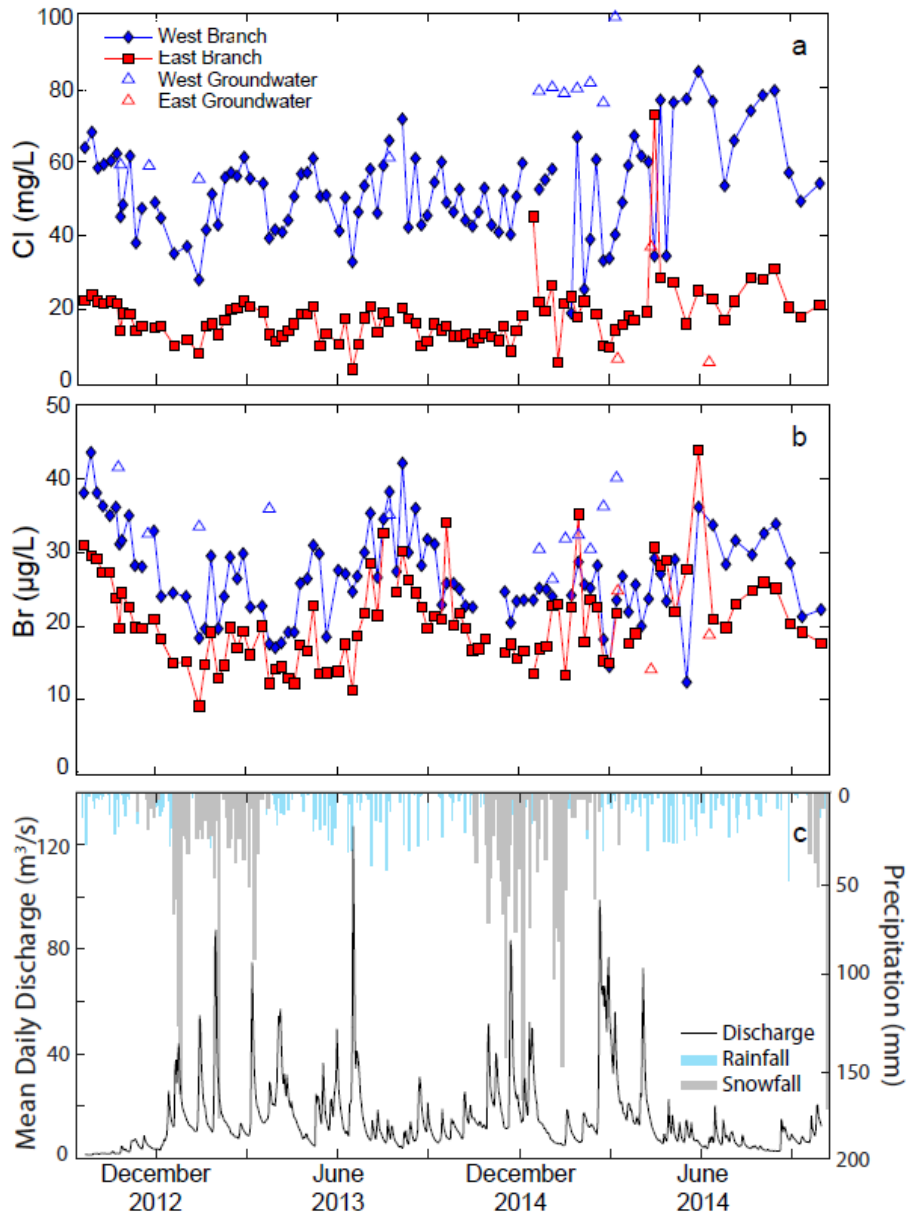 100
80
60
40
20
0
Cl (mg/L)
West Branch
East Branch
West Groundwater
East Groundwater
a
50
40
30
20
10
0
Br (µg/L)
b
120
80
40
0
Mean Daily Discharge (m³/s)
c
0
50
100
150
200
Precipitation (mm)
Discharge
Rainfall
Snowfall
December
2012
June
2013
December
2014
June
2014